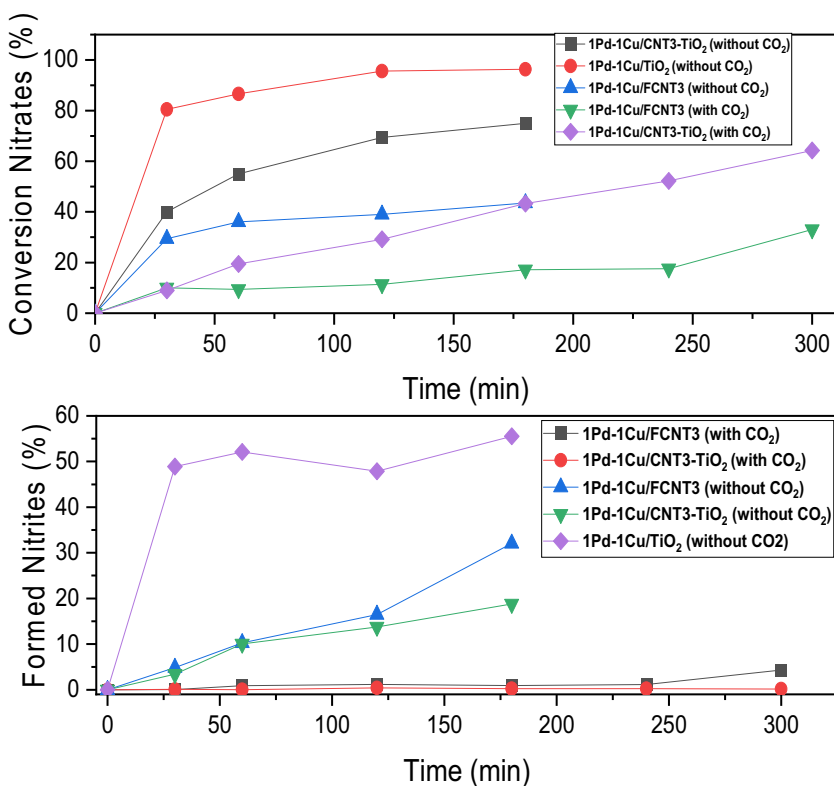 Conversion Nitrates (%)
100
80
60
40
20
0
1Pd-1Cu/CNT3-TiO₂ (without CO₂)
1Pd-1Cu/TiO₂ (without CO₂)
1Pd-1Cu/FCNT3 (without CO₂)
1Pd-1Cu/FCNT3 (with CO₂)
1Pd-1Cu/CNT3-TiO₂ (with CO₂)
0 50 100 150 200 250 300
Time (min)
Formed Nitrites (%)
60
50
40
30
20
10
0
1Pd-1Cu/FCNT3 (with CO₂)
1Pd-1Cu/CNT3-TiO₂ (with CO₂)
1Pd-1Cu/FCNT3 (without CO₂)
1Pd-1Cu/CNT3-TiO₂ (without CO₂)
1Pd-1Cu/TiO₂ (without CO2)
0 50 100 150 200 250 300
Time (min)